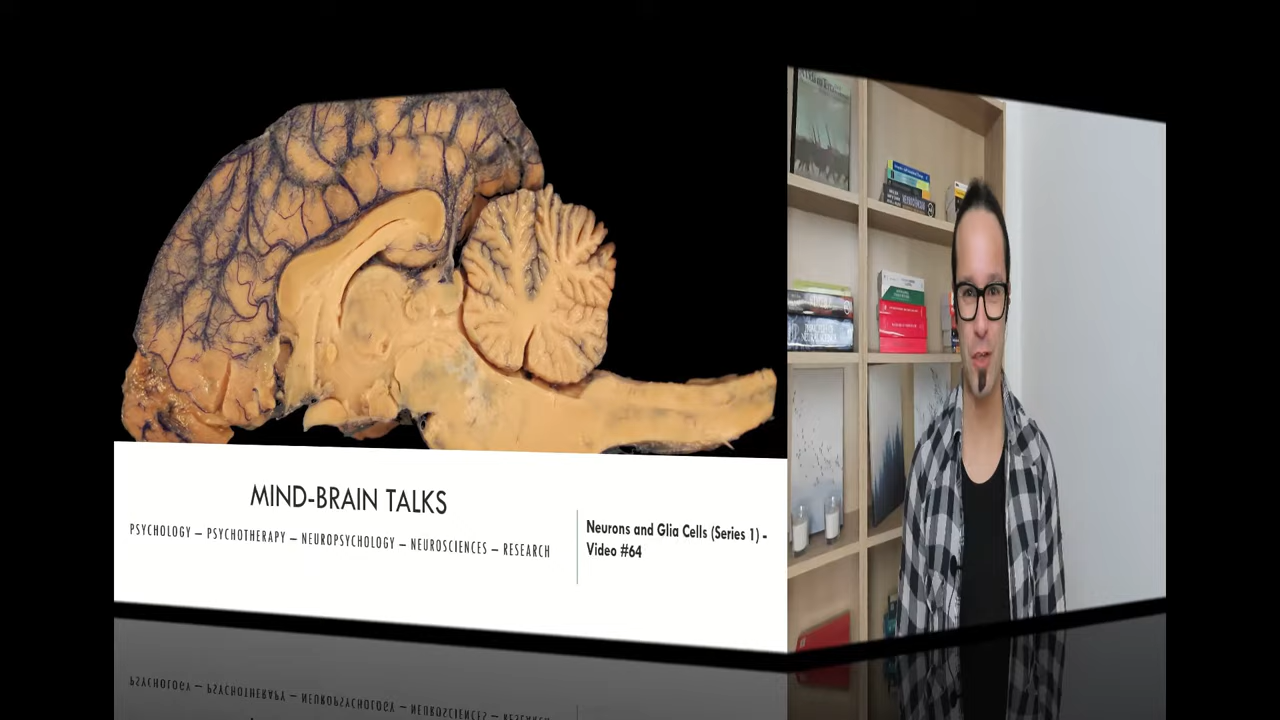 MIND-BRAIN TALKS
PSYCHOLOGY – PSYCHOTHERAPY – NEUROPSYCHOLOGY – NEUROSCIENCES – RESEARCH
Neurons and Glia Cells (Series 1) -
Video #64